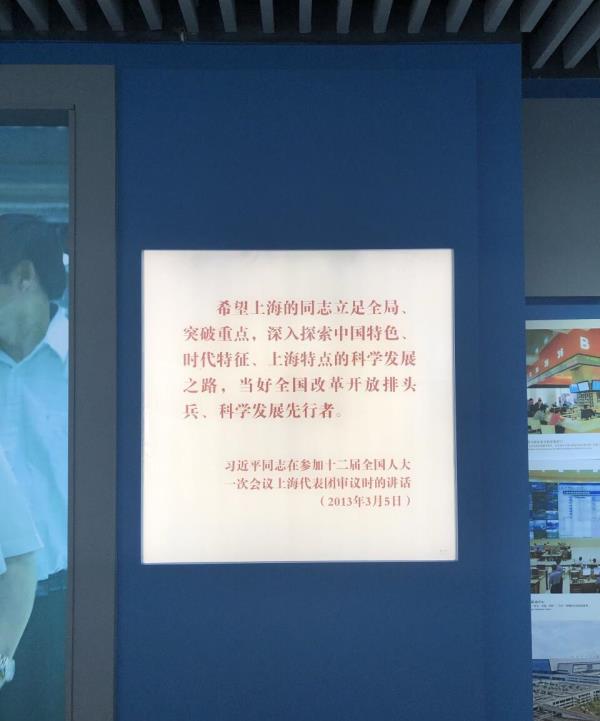 希望上海的同志立足全局、
突破重点，深入探索中国特色、
时代特征、上海特点的科学发展
之路，当好全国改革开放排头
兵、科学发展先行者。
习近平同志在参加十二届全国人大
一次会议上海代表团审议时的讲话
（2013年3月5日）
B